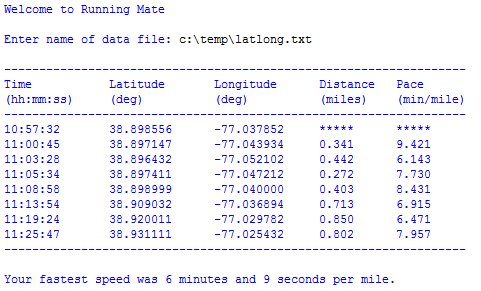 Welcome to Running Mate
Enter name of data file: c:\temp\latlong.txt
------------------------------------------------------------------
Time           Latitude       Longitude      Distance   Pace
(hh:mm:ss)     (deg)          (deg)          (miles)    (min/mile)
------------------------------------------------------------------
10:57:32       38.898556      -77.037852     *****      *****
11:00:45       38.897147      -77.043934     0.341      9.421
11:03:28       38.896432      -77.052102     0.442      6.143
11:05:34       38.897411      -77.047212     0.272      7.730
11:08:58       38.898999      -77.040000     0.403      8.431
11:13:54       38.909032      -77.036894     0.713      6.915
11:19:24       38.920011      -77.029782     0.850      6.471
11:25:47       38.931111      -77.025432     0.802      7.957
------------------------------------------------------------------
Your fastest speed was 6 minutes and 9 seconds per mile.